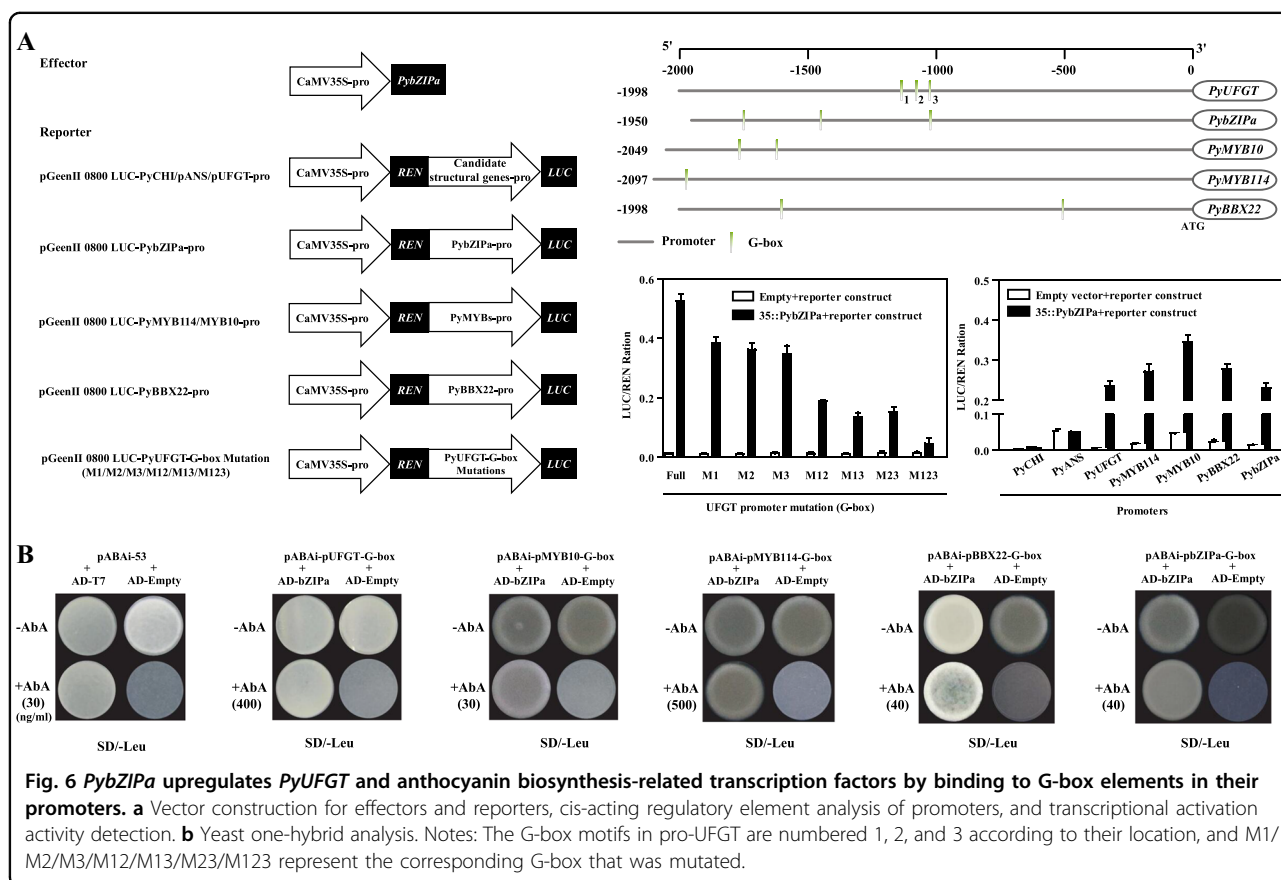 A
Effector
CaMV35S-pro
PybZIPa
Reporter
pGeenII 0800 LUC-PyCHI/pANS/pUFGT-pro
CaMV35S-pro
REN
Candidate
structural genes-pro
LUC
pGeenII 0800 LUC-PybZIPa-pro
CaMV35S-pro
REN
PybZIPa-pro
LUC
pGeenII 0800 LUC-PyMYB114/MYB10-pro
CaMV35S-pro
REN
PyMYBs-pro
LUC
pGeenII 0800 LUC-PyBBX22-pro
CaMV35S-pro
REN
PyBBX22-pro
LUC
pGeenII 0800 LUC-PyUFGT-G-box Mutation
(M1/M2/M3/M12/M13/M123)
CaMV35S-pro
REN
PyUFGT-G-box
Mutations
LUC
5' 3'
-2000 -1500 -1000 -500 0
-1998 1 2 3 PyUFGT
-1950 PybZIPa
-2049 PyMYB10
-2097 PyMYB114
-1998 PyBBX22
ATG
Promoter G-box
LUC/REN Ration
0.6
0.4
0.2
0.0
Empty+reporter construct
35::PybZIPa+reporter construct
Full M1 M2 M3 M12 M13 M23 M123
UFGT promoter mutation (G-box)
LUC/REN Ration
0.5
0.4
0.3
0.2
0.1
0.0
Empty vector+reporter construct
35::PybZIPa+reporter construct
PyCHI PyANS PyUFGT PyMYB114 PyMYB10 PyBBX22 PybZIPa
Promoters
B
pABAi-53
+ +
AD-T7 AD-Empty
-AbA
+AbA
(30)
(ng/ml)
SD/-Leu
pABAi-pUFGT-G-box
+ +
AD-bZIPa AD-Empty
-AbA
+AbA
(400)
SD/-Leu
pABAi-pMYB10-G-box
+ +
AD-bZIPa AD-Empty
-AbA
+AbA
(30)
SD/-Leu
pABAi-pMYB114-G-box
+ +
AD-bZIPa AD-Empty
-AbA
+AbA
(500)
SD/-Leu
pABAi-pBBX22-G-box
+ +
AD-bZIPa AD-Empty
-AbA
+AbA
(40)
SD/-Leu
pABAi-pbZIPa-G-box
+ +
AD-bZIPa AD-Empty
-AbA
+AbA
(40)
SD/-Leu
Fig. 6 PybZIPa upregulates PyUFGT and anthocyanin biosynthesis-related transcription factors by binding to G-box elements in their
promoters. a Vector construction for effectors and reporters, cis-acting regulatory element analysis of promoters, and transcriptional activation
activity detection. b Yeast one-hybrid analysis. Notes: The G-box motifs in pro-UFGT are numbered 1, 2, and 3 according to their location, and M1/
M2/M3/M12/M13/M23/M123 represent the corresponding G-box that was mutated.